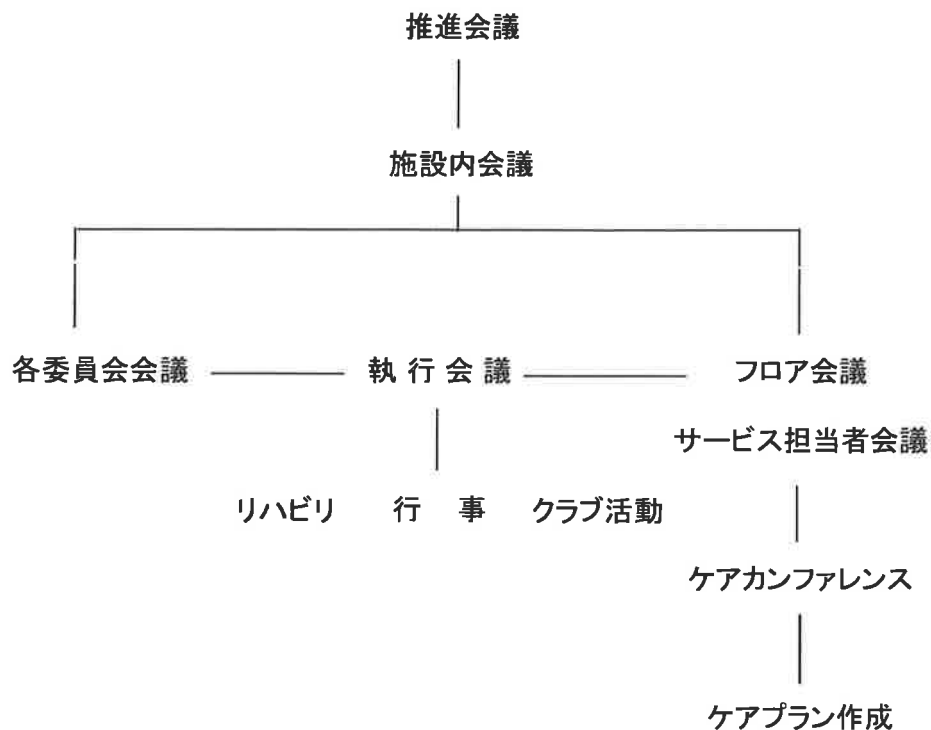 推進会議
施設内会議
各委員会会議
執行会議
フロア会議
サービス担当者会議
リハビリ 行事 クラブ活動
ケアカンファレンス
ケアプラン作成